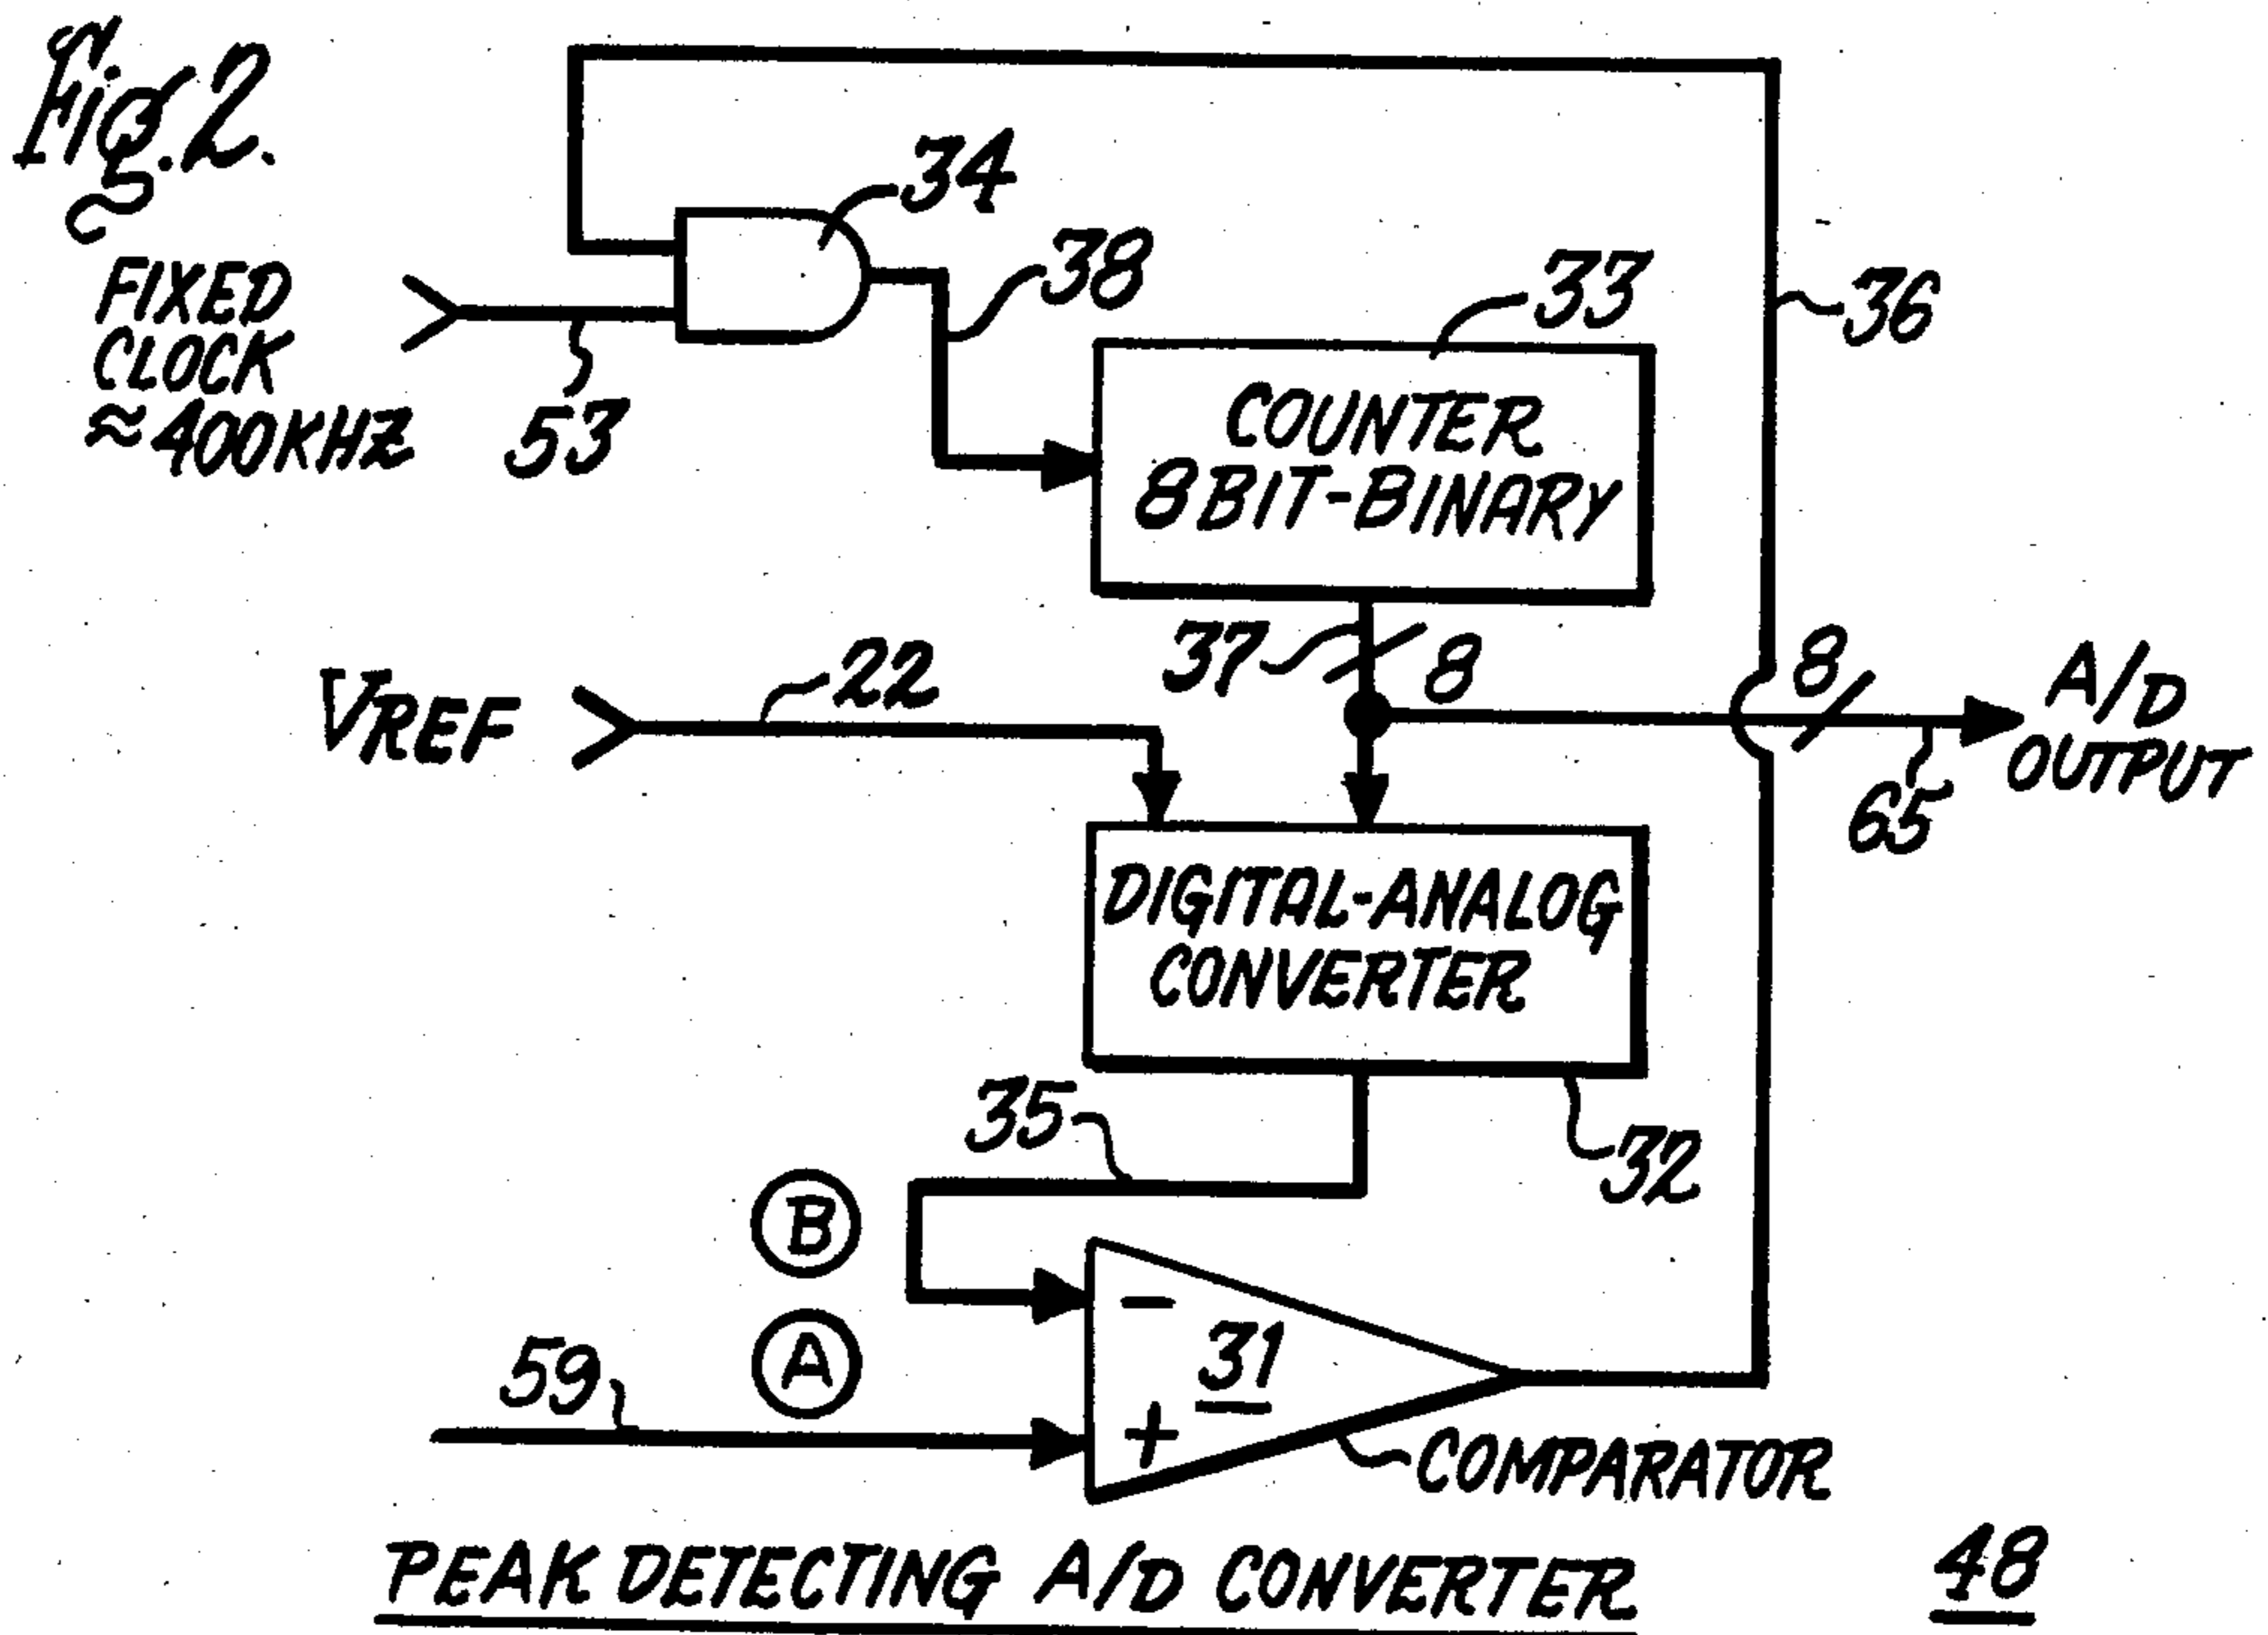 Fig. 2.
34
38
FIXED
CLOCK
≈400KHZ
53
33
36
COUNTER
8 BIT-BINARY
37
8
8
A/D
OUTPUT
65
VREF
22
DIGITAL-ANALOG
CONVERTER
35
32
B
A
59
-
31
+
COMPARATOR
PEAK DETECTING A/D CONVERTER
48